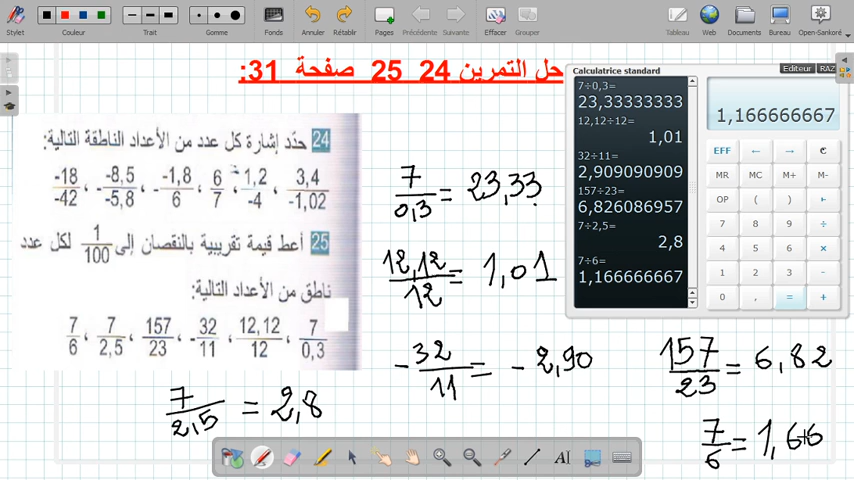 Stylet Trait Gomme Fonds Annuler Rétablir Pages Précédente Suivante Effacer Grouper Tableau Web Documents Bureau Open-Sankoré
حل التمرين 24 25 صفحة 31:
24 حدّد إشارة كل عدد من الأعداد الناطقة التالية:
3,4/-1,02 ، 1,2/-4 ، 6/7 ، -1,8/6 - ، -8,5/-5,8 - ، -18/-42
25 أعط قيمة تقريبية بالنقصان إلى 1/100 لكل عدد
ناطق من الأعداد التالية:
7/0,3 ، 12,12/12 ، -32/11 ، 157/23 ، 7/2,5 ، 7/6
7/0,3 = 23,33
12,12/12 = 1,01
-32/11 = -2,90
157/23 = 6,82
7/2,5 = 2,8
7/6 = 1,66
Calculatrice standard
Editeur RAZ
7÷0,3=
23,33333333
12,12÷12=
1,01
32÷11=
2,909090909
157÷23=
6,826086957
7÷2,5=
2,8
7÷6=
1,166666667
1,166666667
EFF ← →
MR MC M+ M-
OP ( )
7 8 9 ÷
4 5 6 ×
1 2 3 -
0 , = +
AI